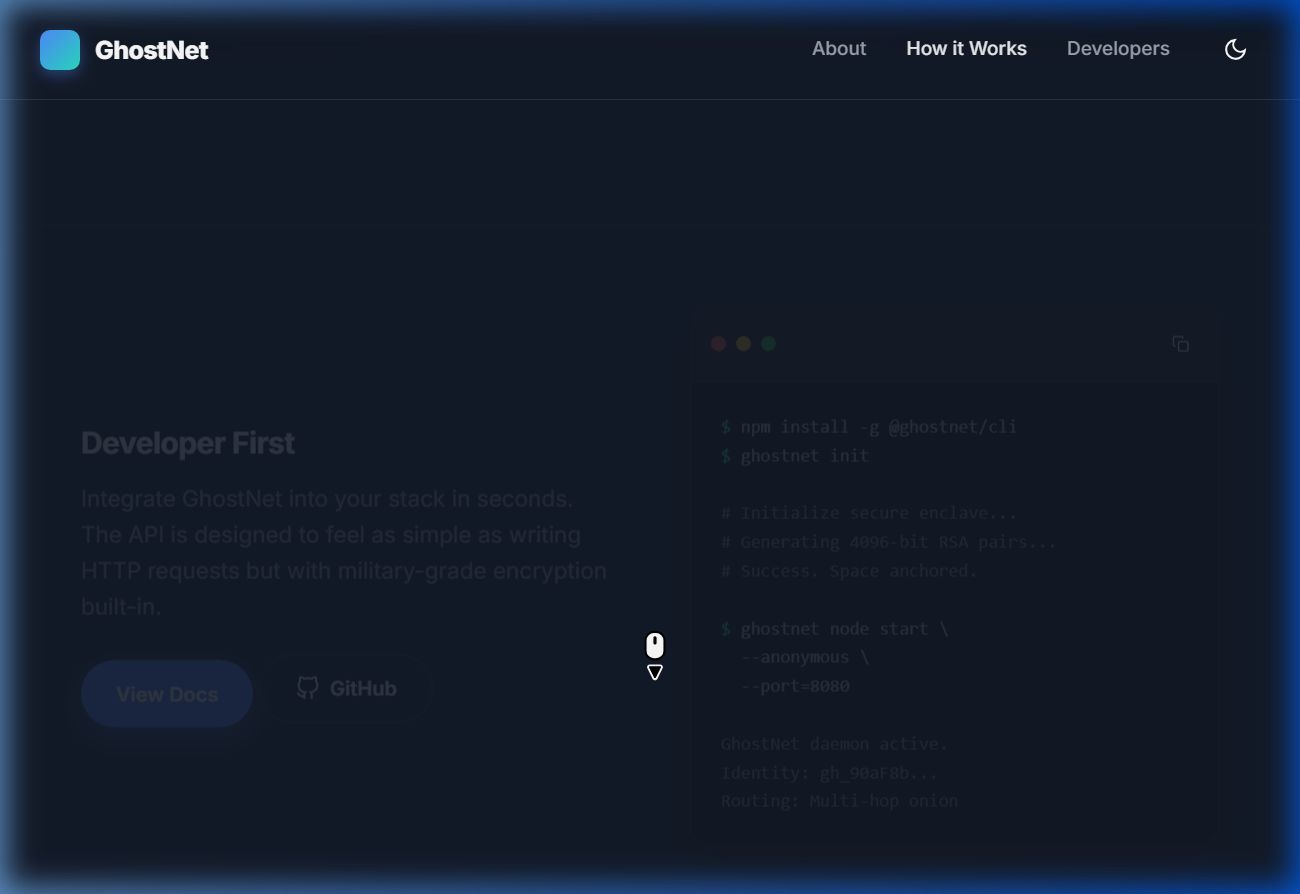 GhostNet
About
How it Works
Developers
Developer First
Integrate GhostNet into your stack in seconds.
The API is designed to feel as simple as writing
HTTP requests but with military-grade encryption
built-in.
View Docs
GitHub
$ npm install -g @ghostnet/cli
$ ghostnet init
# Initialize secure enclave...
# Generating 4096-bit RSA pairs...
# Success. Space anchored.
$ ghostnet node start \
--anonymous \
--port=8080
GhostNet daemon active.
Identity: gh_90aF8b...
Routing: Multi-hop onion